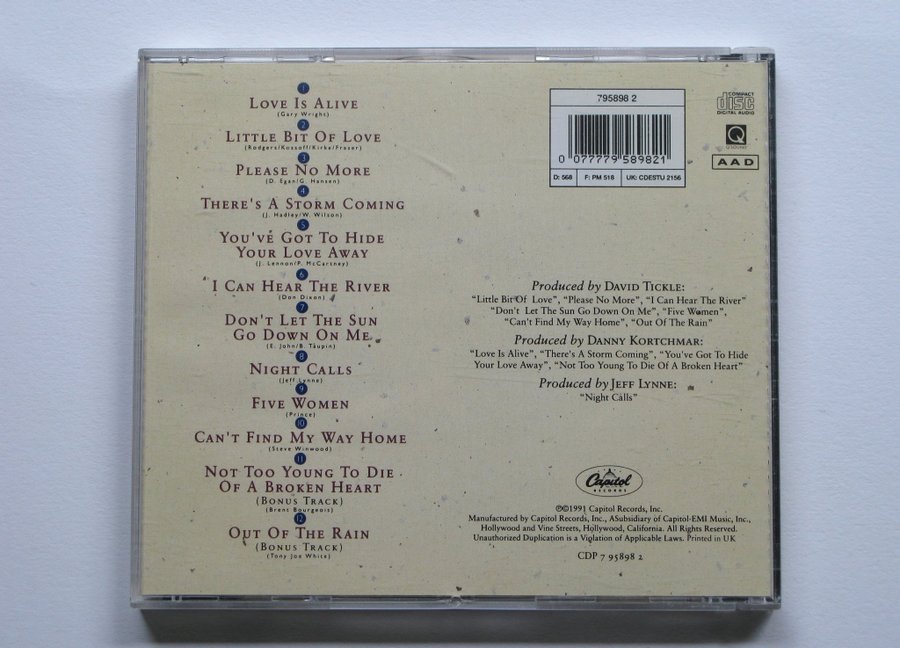 1
LOVE IS ALIVE
(Gary Wright)
2
LITTLE BIT OF LOVE
(Rodgers/Kossoff/Kirke/Fraser)
3
PLEASE NO MORE
(D. Egan/G. Hansen)
4
THERE'S A STORM COMING
(J. Hadley/W. Wilson)
5
YOU'VE GOT TO HIDE
YOUR LOVE AWAY
(J. Lennon/P. McCartney)
6
I CAN HEAR THE RIVER
(Don Dixon)
7
DON'T LET THE SUN
GO DOWN ON ME
(E. John/B. Taupin)
8
NIGHT CALLS
(Jeff Lynne)
9
FIVE WOMEN
(Prince)
10
CAN'T FIND MY WAY HOME
(Steve Winwood)
11
NOT TOO YOUNG TO DIE
OF A BROKEN HEART
(BONUS TRACK)
(Brent Bourgeois)
12
OUT OF THE RAIN
(BONUS TRACK)
(Tony Joe White)
795898 2
0 077779 589821
D: 568 F: PM 518 UK: CDESTU 2156
COMPACT
disc
DIGITAL AUDIO
Q
QSOUND
AAD
Produced by DAVID TICKLE:
“Little Bit Of Love”, “Please No More”, “I Can Hear The River”
“Don't Let The Sun Go Down On Me”, “Five Women”,
“Can't Find My Way Home”, “Out Of The Rain”
Produced by DANNY KORTCHMAR:
“Love Is Alive”, “There's A Storm Coming”, “You've Got To Hide
Your Love Away”, “Not Too Young To Die Of A Broken Heart”
Produced by JEFF LYNNE:
“Night Calls”
Capitol
RECORDS
℗©1991 Capitol Records, Inc.
Manufactured by Capitol Records, Inc., ASubsidiary of Capitol-EMI Music, Inc.,
Hollywood and Vine Streets, Hollywood, California. All Rights Reserved.
Unauthorized Duplication is a Violation of Applicable Laws. Printed in UK
CDP 7 95898 2